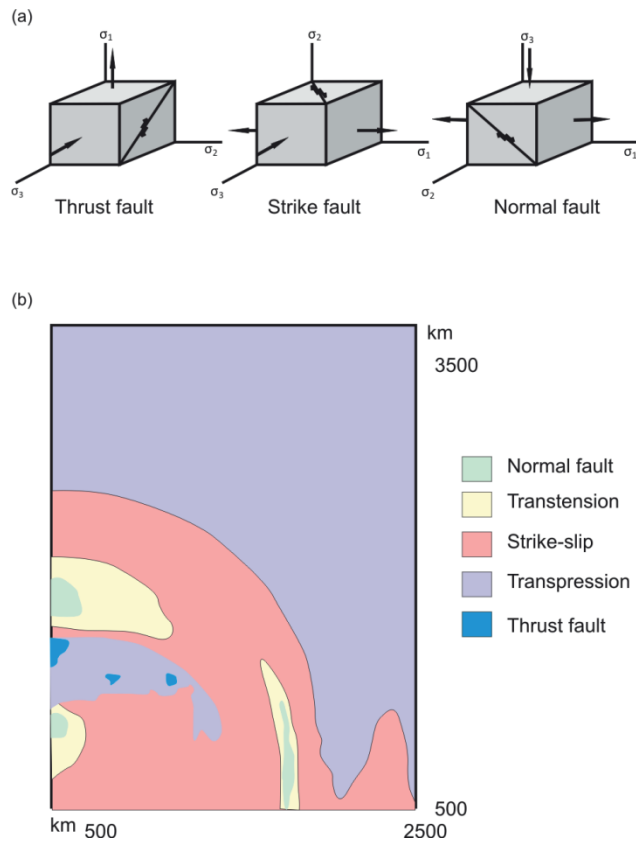 (a)
σ1
σ2
σ3
σ2
σ3
σ1
σ3
σ2
σ1
Thrust fault
Strike fault
Normal fault
(b)
km
3500
Normal fault
Transtension
Strike-slip
Transpression
Thrust fault
500
km 500
2500